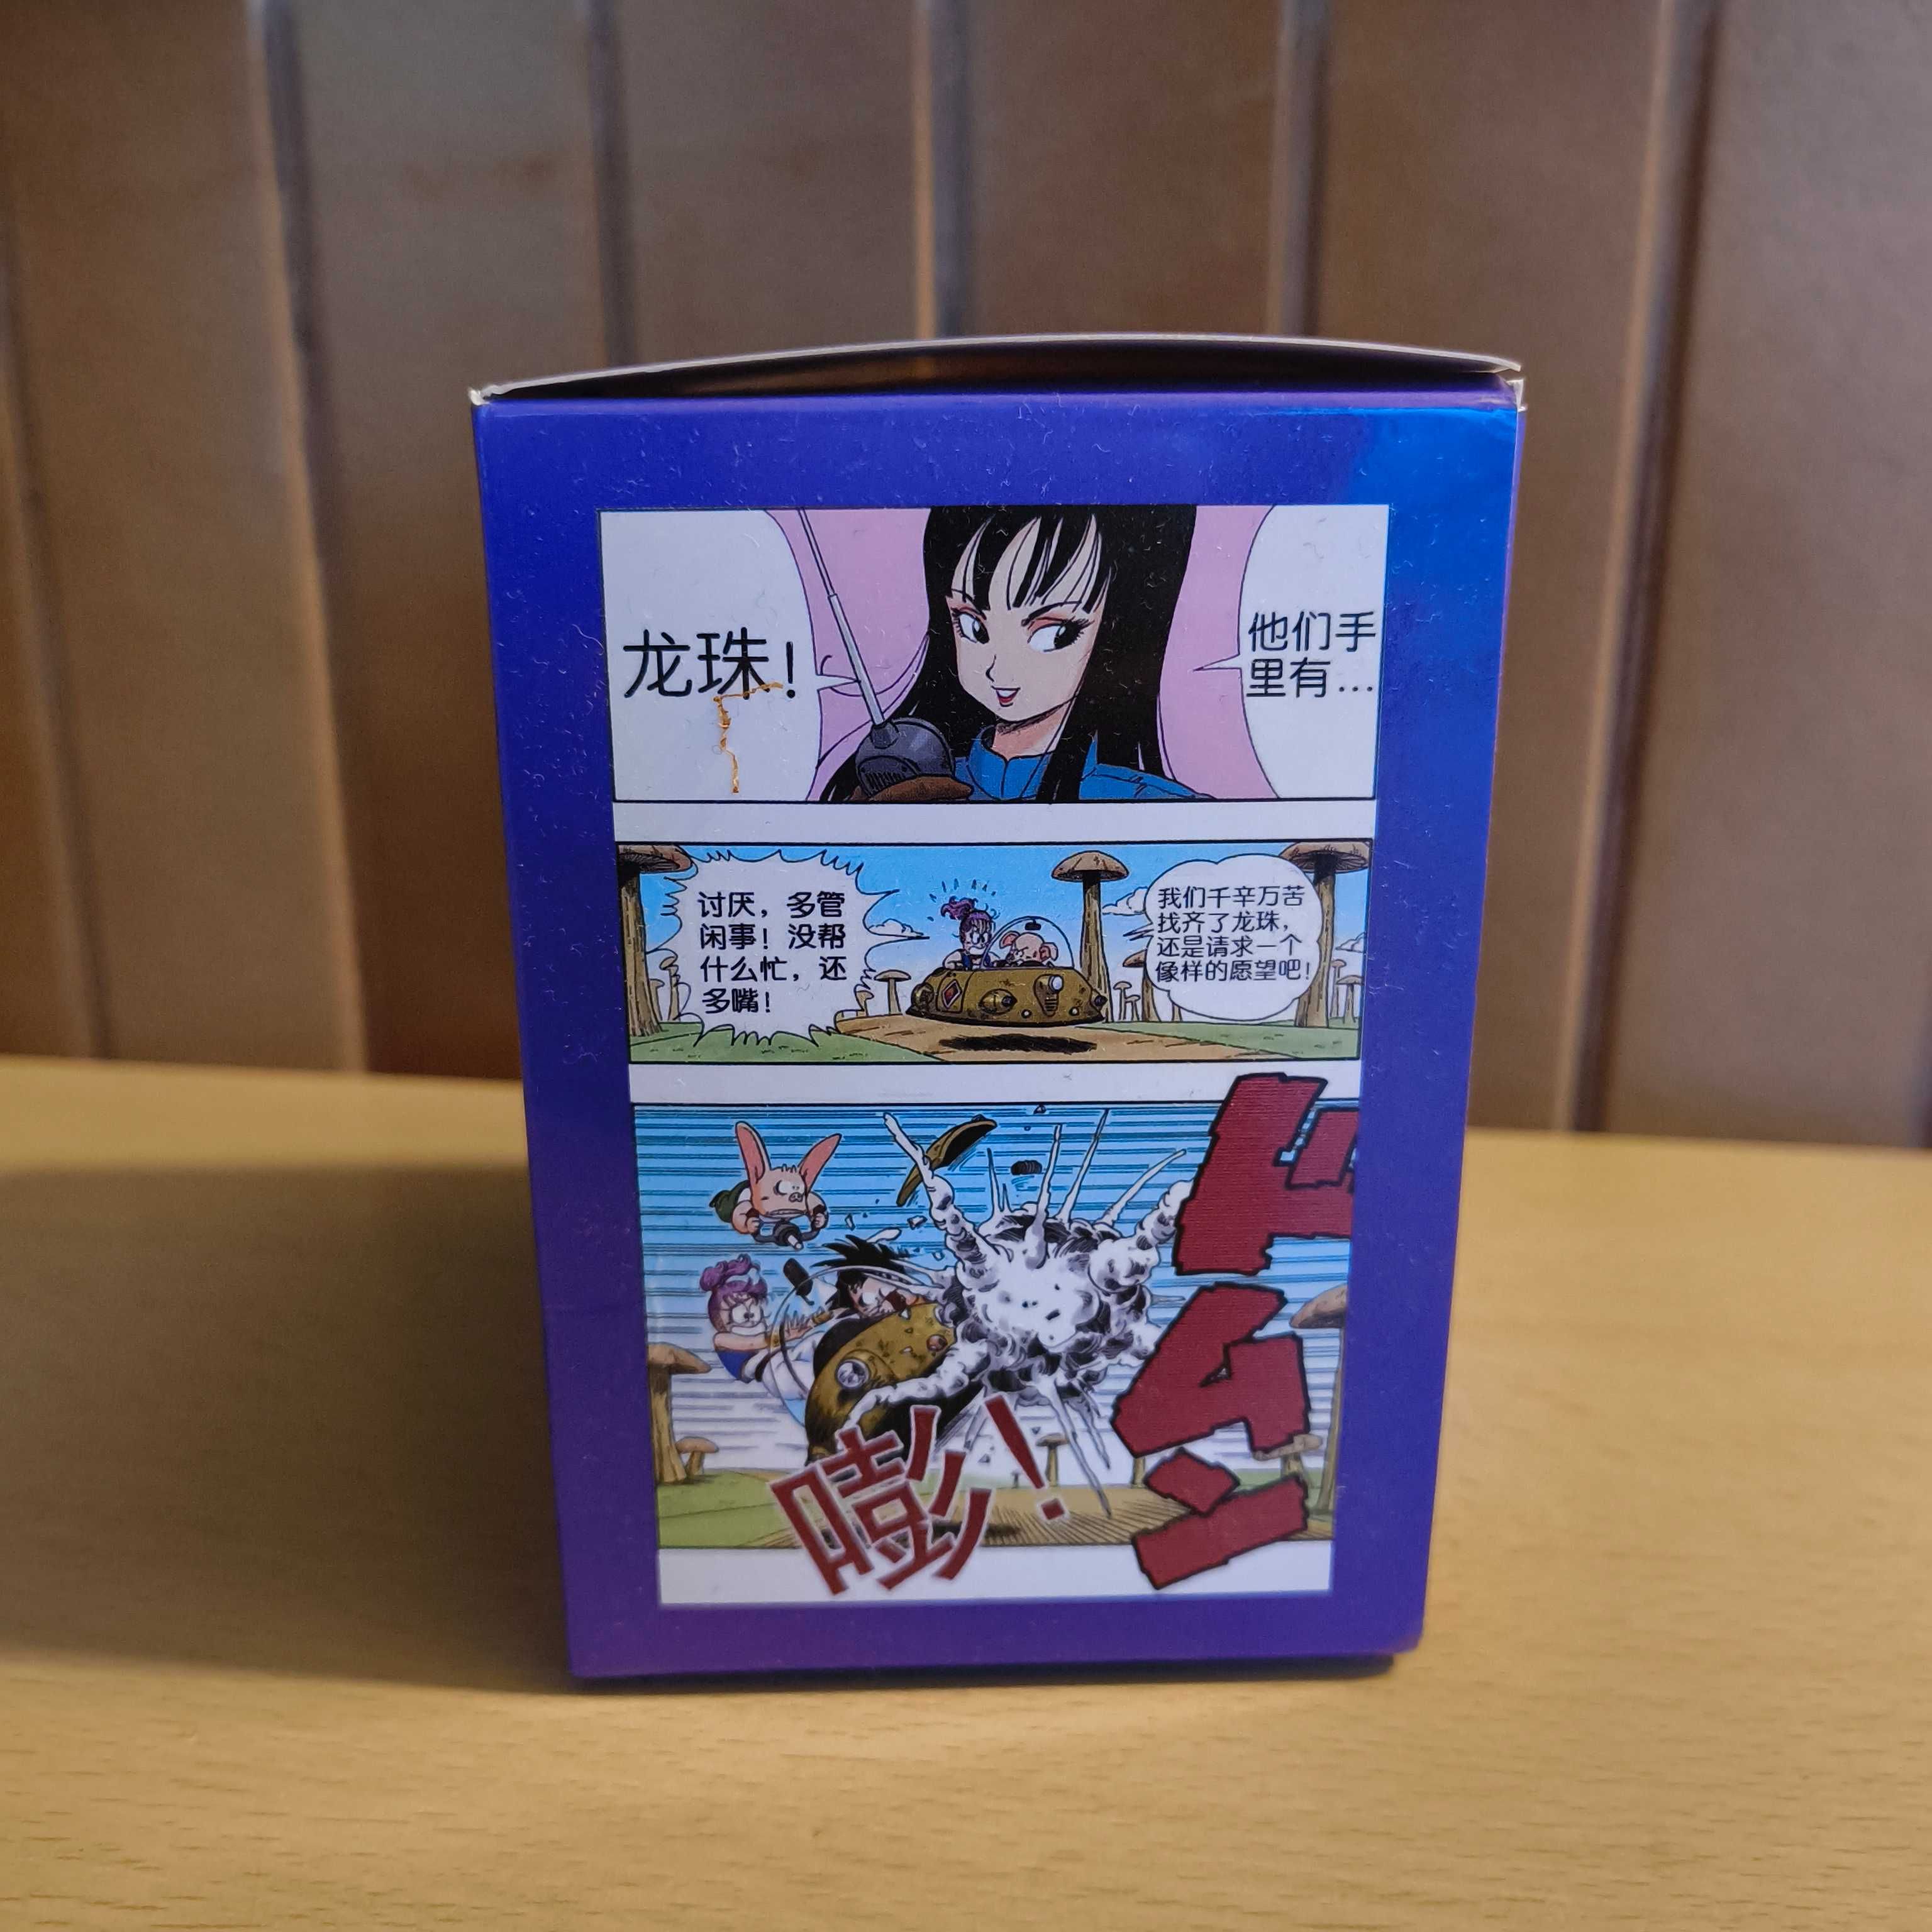 他们手
里有...
龙珠!
我们千辛万苦
找齐了龙珠,
还是请求一个
像样的愿望吧!
讨厌,多管
闲事!没帮
什么忙,还
多嘴!
ドムン
嘭!